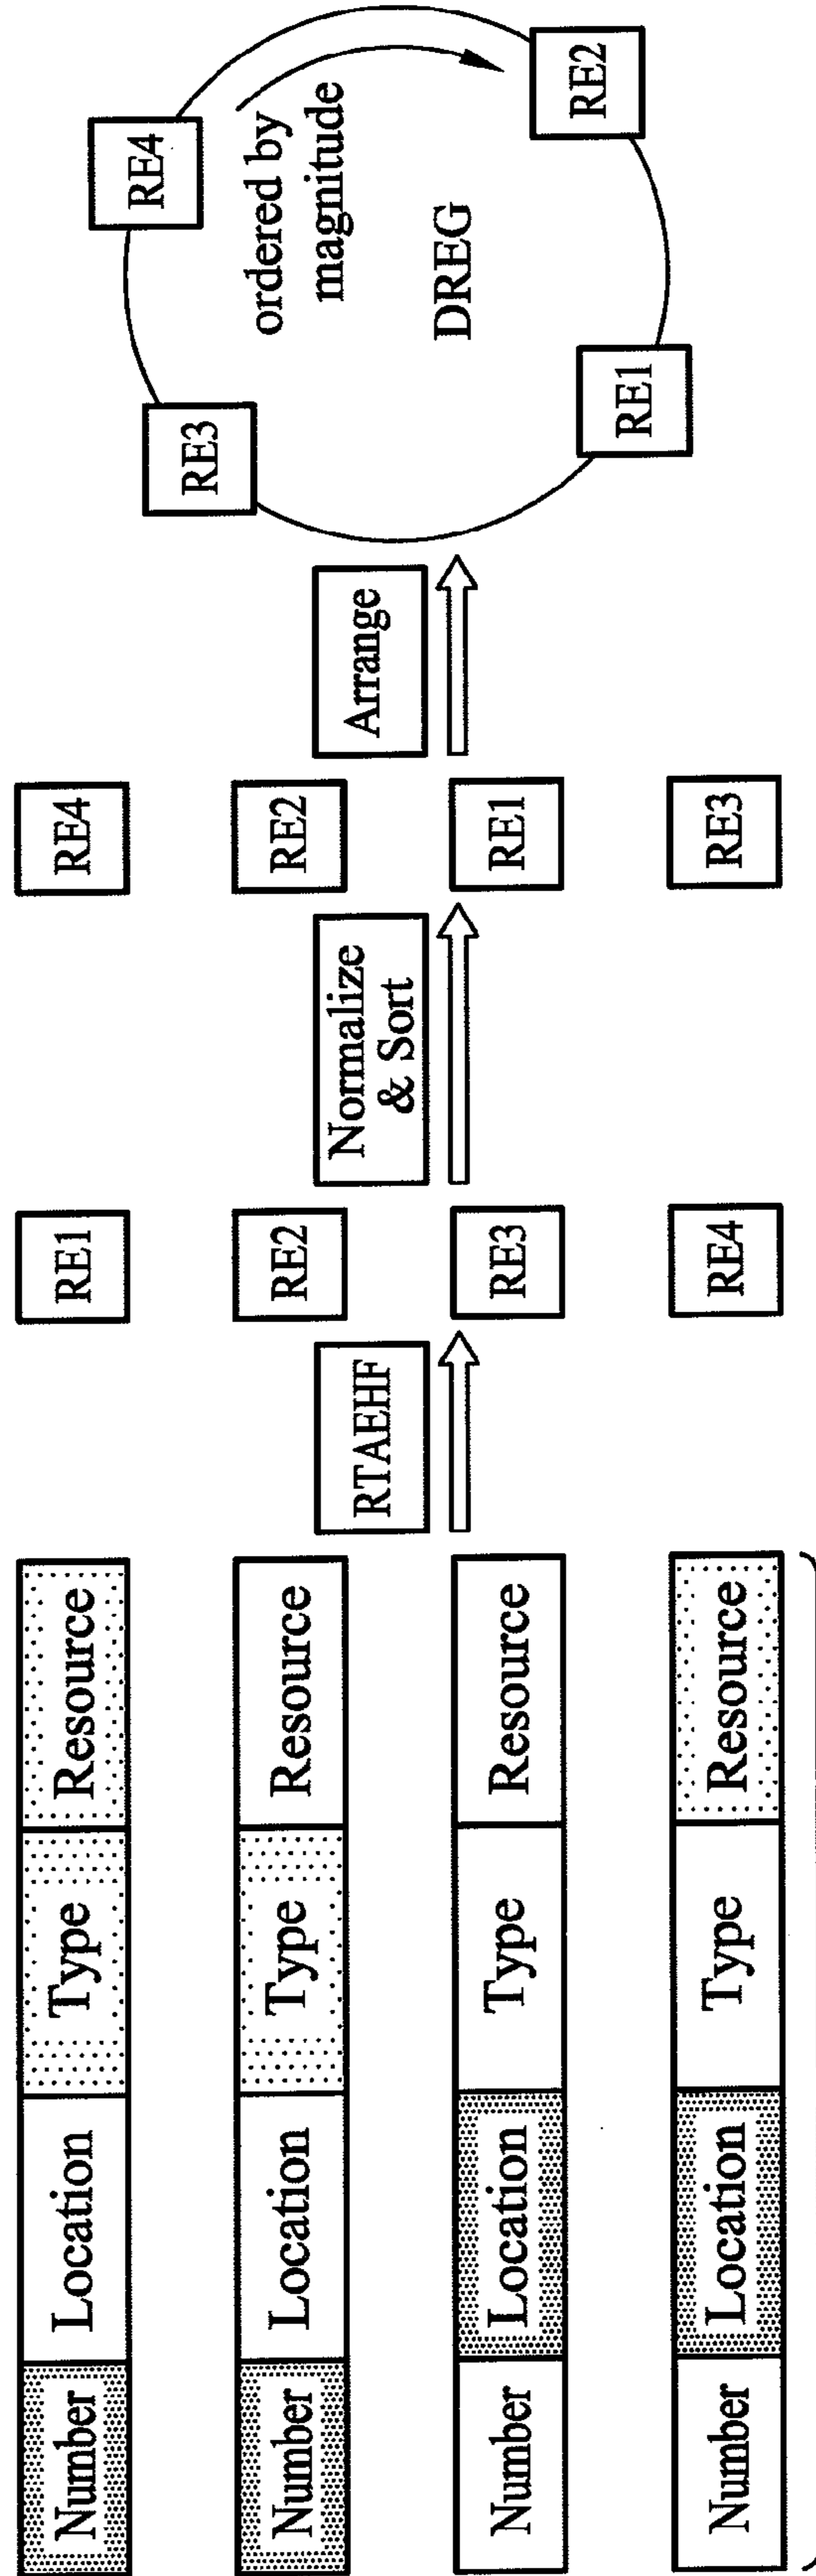 Number Location Type Resource
Number Location Type Resource
Number Location Type Resource
Number Location Type Resource
RTAEHF
RE1
RE2
RE3
RE4
Normalize
& Sort
RE4
RE2
RE1
RE3
Arrange
RE3
RE4
ordered by
magnitude
DREG
RE1
RE2